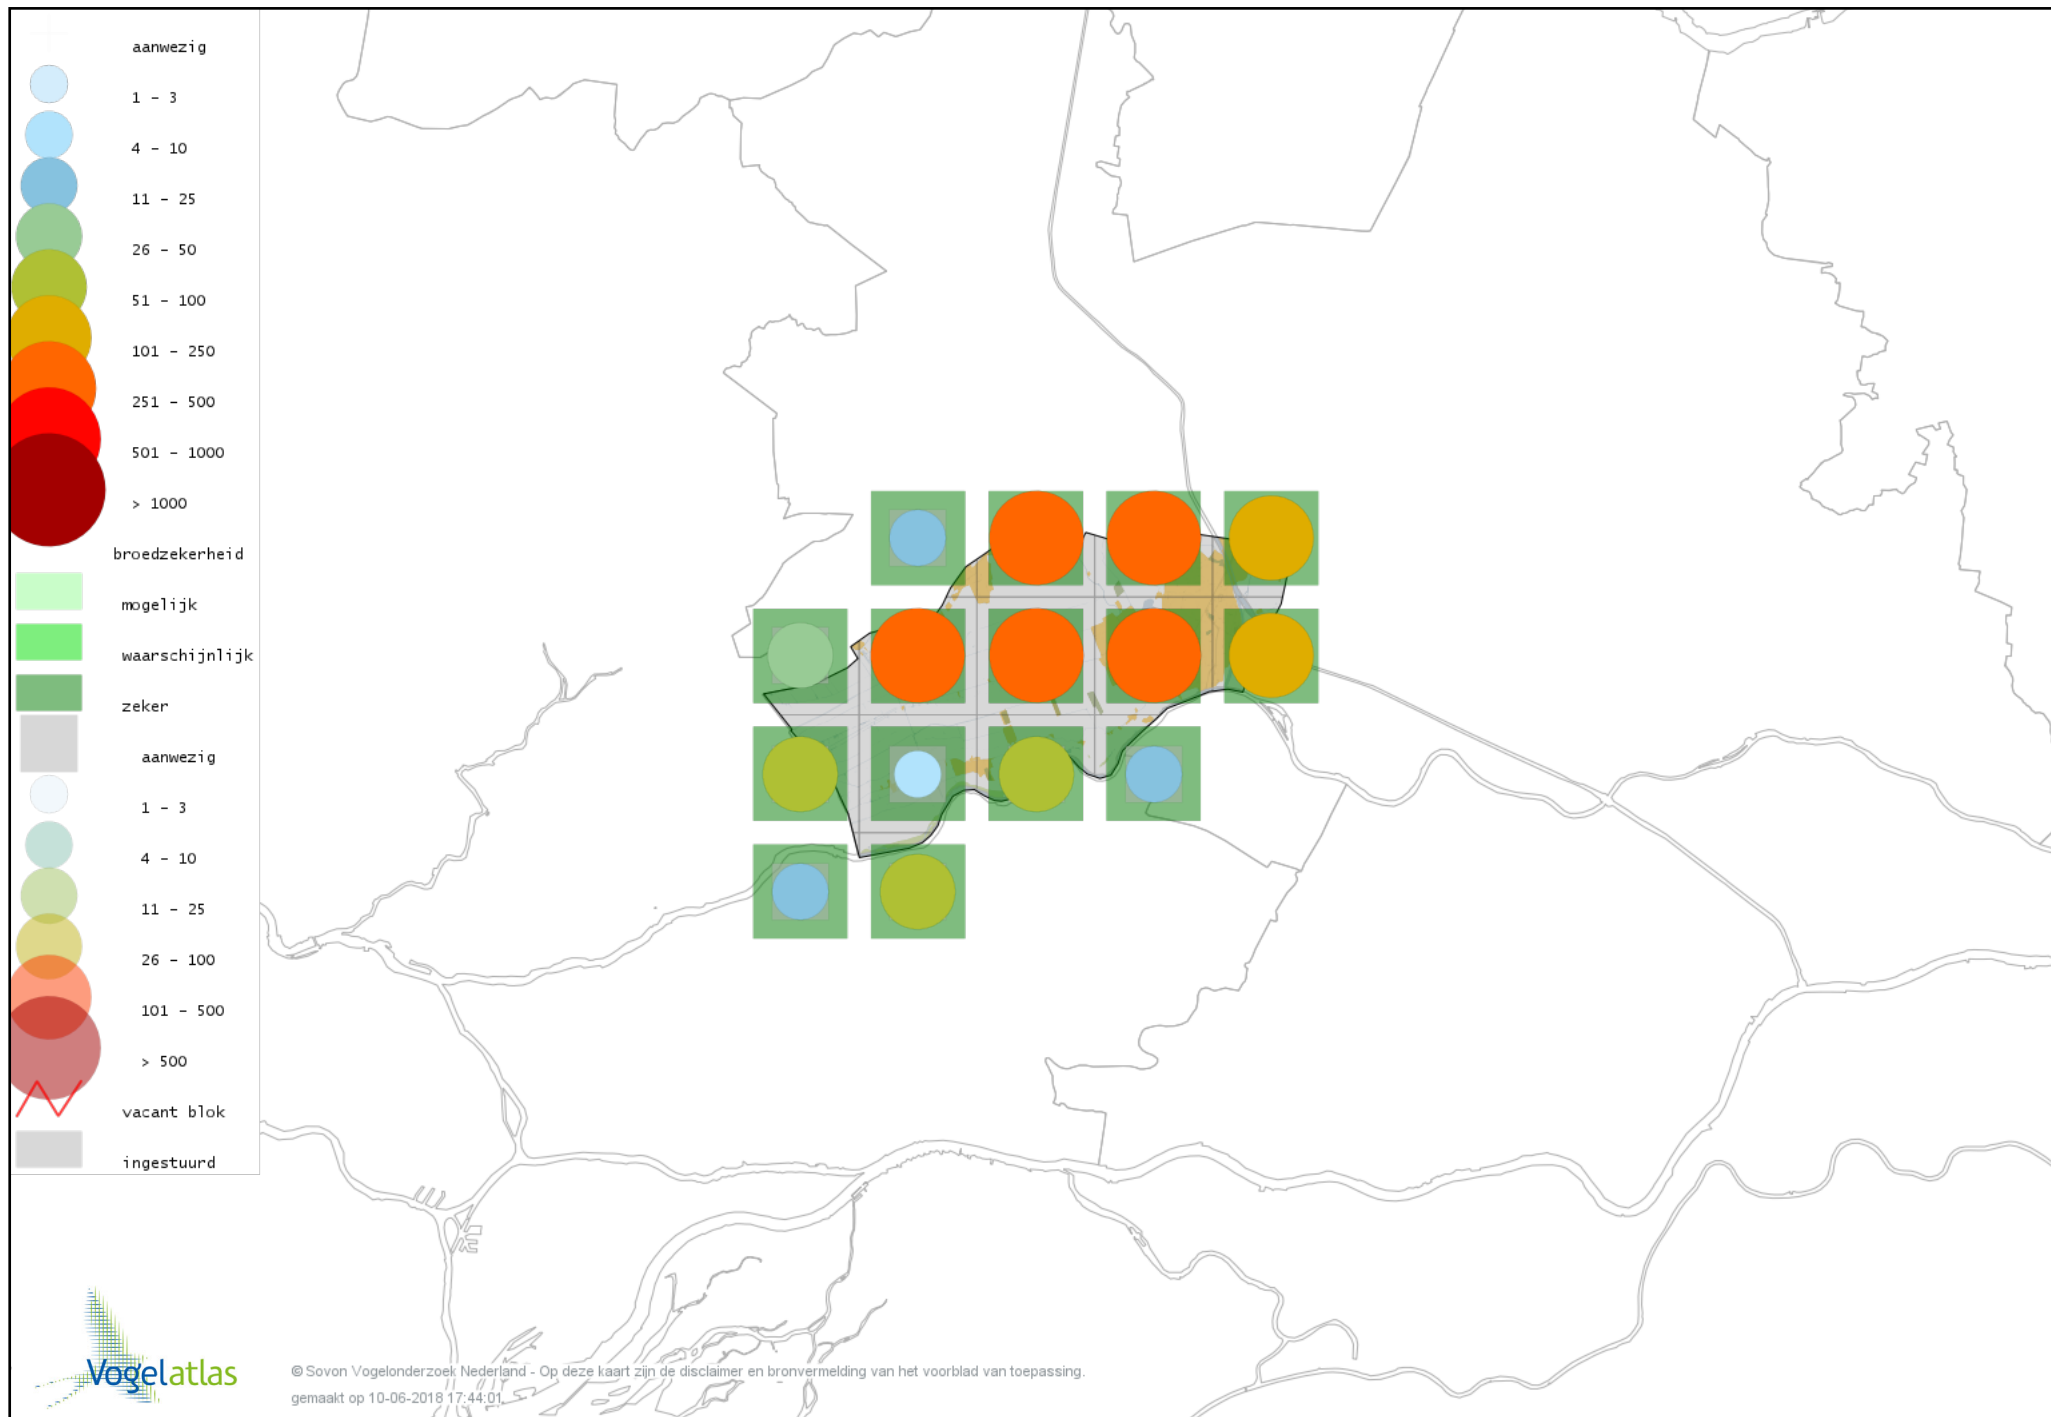 aanwezig
1 - 3
4 - 10
11 - 25
26 - 50
51 - 100
101 - 250
251 - 500
501 - 1000
> 1000
broedzekerheid
mogelijk
waarschijnlijk
zeker
aanwezig
1 - 3
4 - 10
11 - 25
26 - 100
101 - 500
> 500
vacant blok
ingestuurd
Vogelatlas
© Sovon Vogelonderzoek Nederland - Op deze kaart zijn de disclaimer en bronvermelding van het voorblad van toepassing.
gemaakt op 10-06-2018 17:44:01